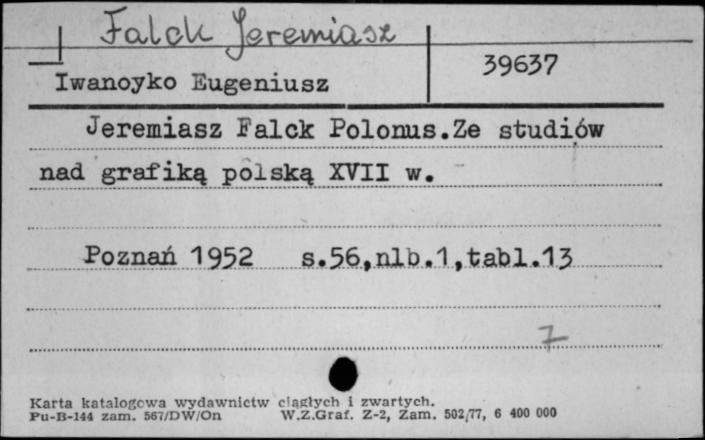 Falck Jeremiasz
39637
Iwanoyko Eugeniusz
Jeremiasz Falck Polonus.Ze studiów
nad grafiką polską XVII w.
Poznań 1952 s.56,nlb.1,tabl.13
7
Karta katalogowa wydawnictw ciągłych i zwartych.
Pu-B-144 zam. 567/DW/On W.Z.Graf. Z-2, Zam. 502/77, 6 400 000